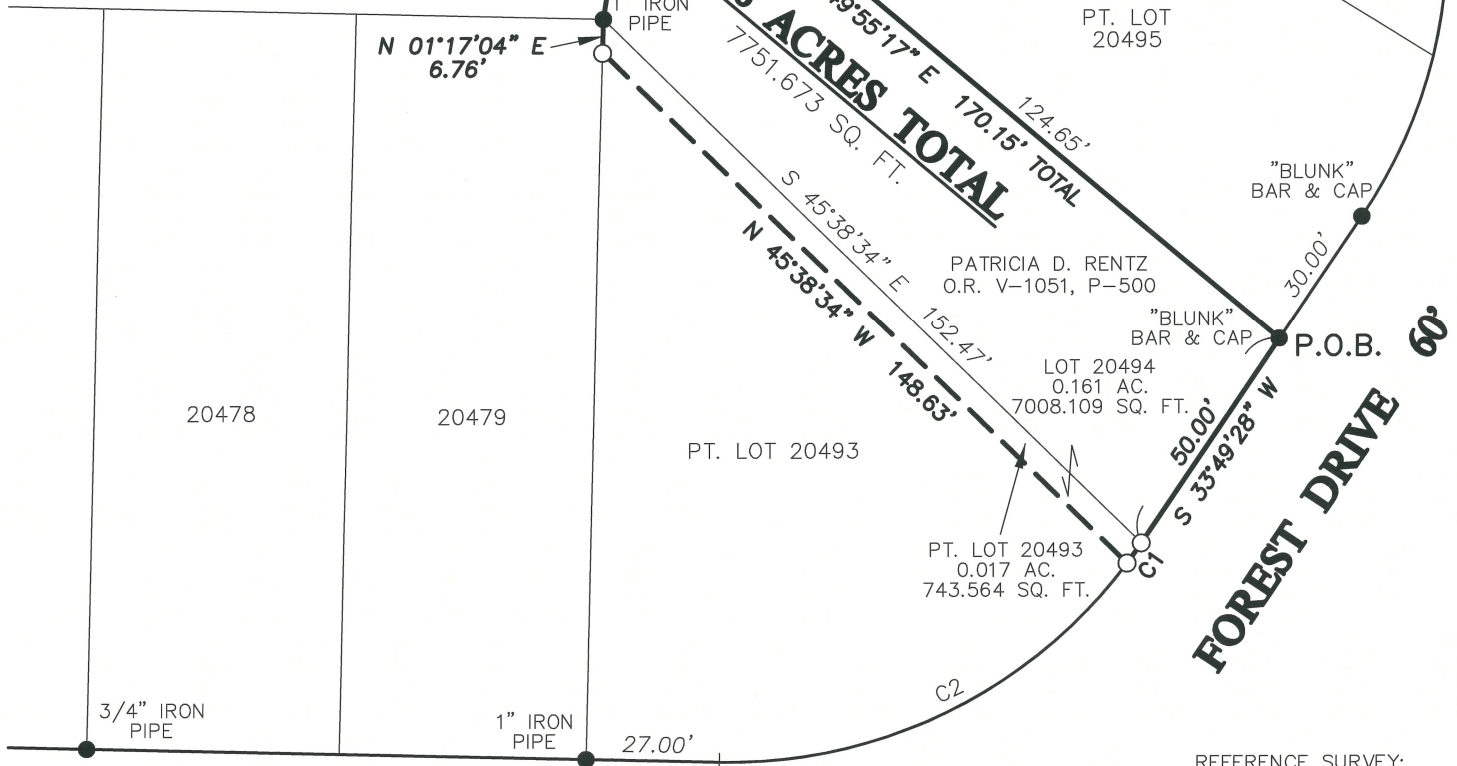 1" IRON
PIPE
PT. LOT
20495
N 01°17'04" E
6.76'
49°55'17" E 170.15' TOTAL
124.65'
ACRES TOTAL
7751.673 SQ. FT.
"BLUNK"
BAR & CAP
S 45°38'34" E 152.47'
N 45°38'34" W 148.63'
PATRICIA D. RENTZ
O.R. V-1051, P-500
30.00'
"BLUNK"
BAR & CAP
P.O.B.
60'
LOT 20494
0.161 AC.
7008.109 SQ. FT.
50.00'
S 33°49'28" W
FOREST DRIVE
20478
20479
PT. LOT 20493
PT. LOT 20493
0.017 AC.
743.564 SQ. FT.
C1
C2
3/4" IRON
PIPE
1" IRON
PIPE
27.00'
REFERENCE SURVEY: